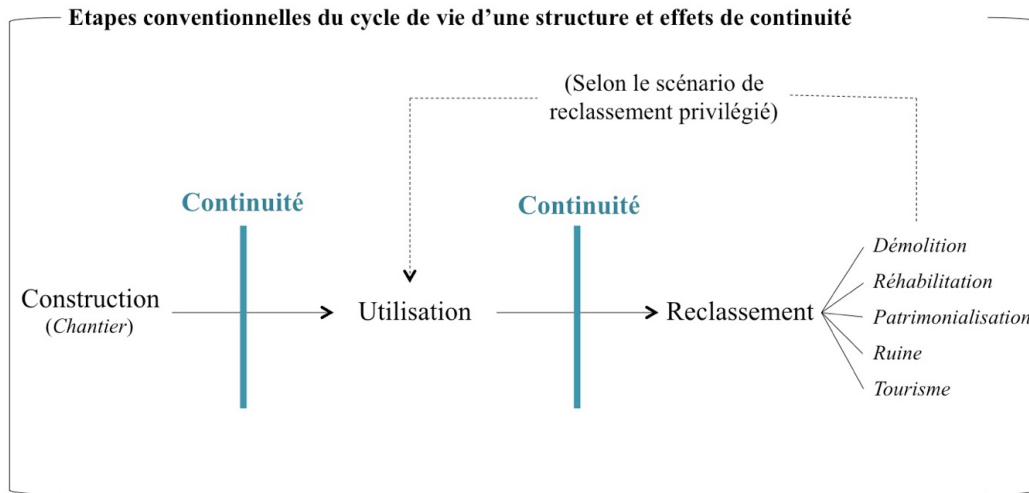 Etapes conventionnelles du cycle de vie d’une structure et effets de continuité
(Selon le scénario de
reclassement privilégié)
Continuité
Continuité
Construction
(Chantier)
Utilisation
Reclassement
Démolition
Réhabilitation
Patrimonialisation
Ruine
Tourisme